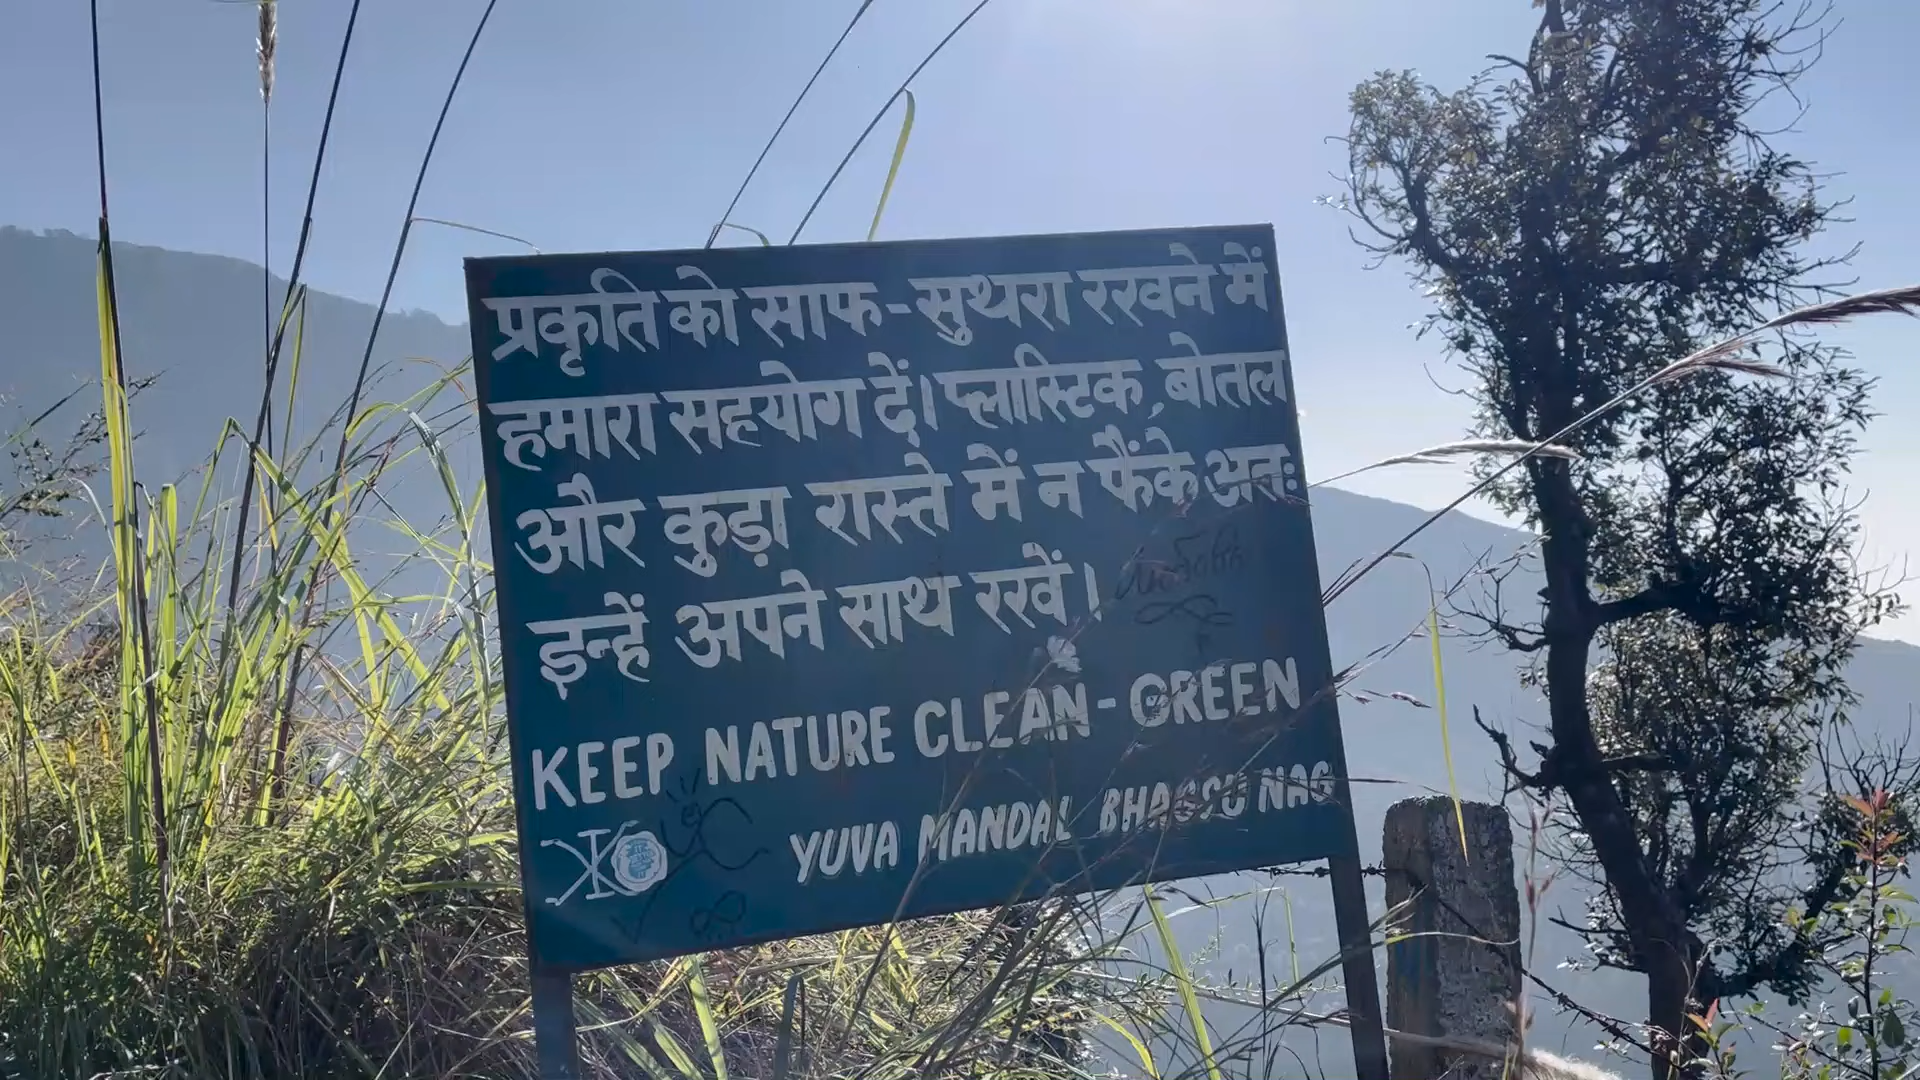 प्रकृति को साफ-सुथरा रखने में
हमारा सहयोग दें। प्लास्टिक, बोतल
और कुड़ा रास्ते में न फैंके अतः
इन्हें अपने साथ रखें।
KEEP NATURE CLEAN-GREEN
YUVA MANDAL BHAGSU NAG